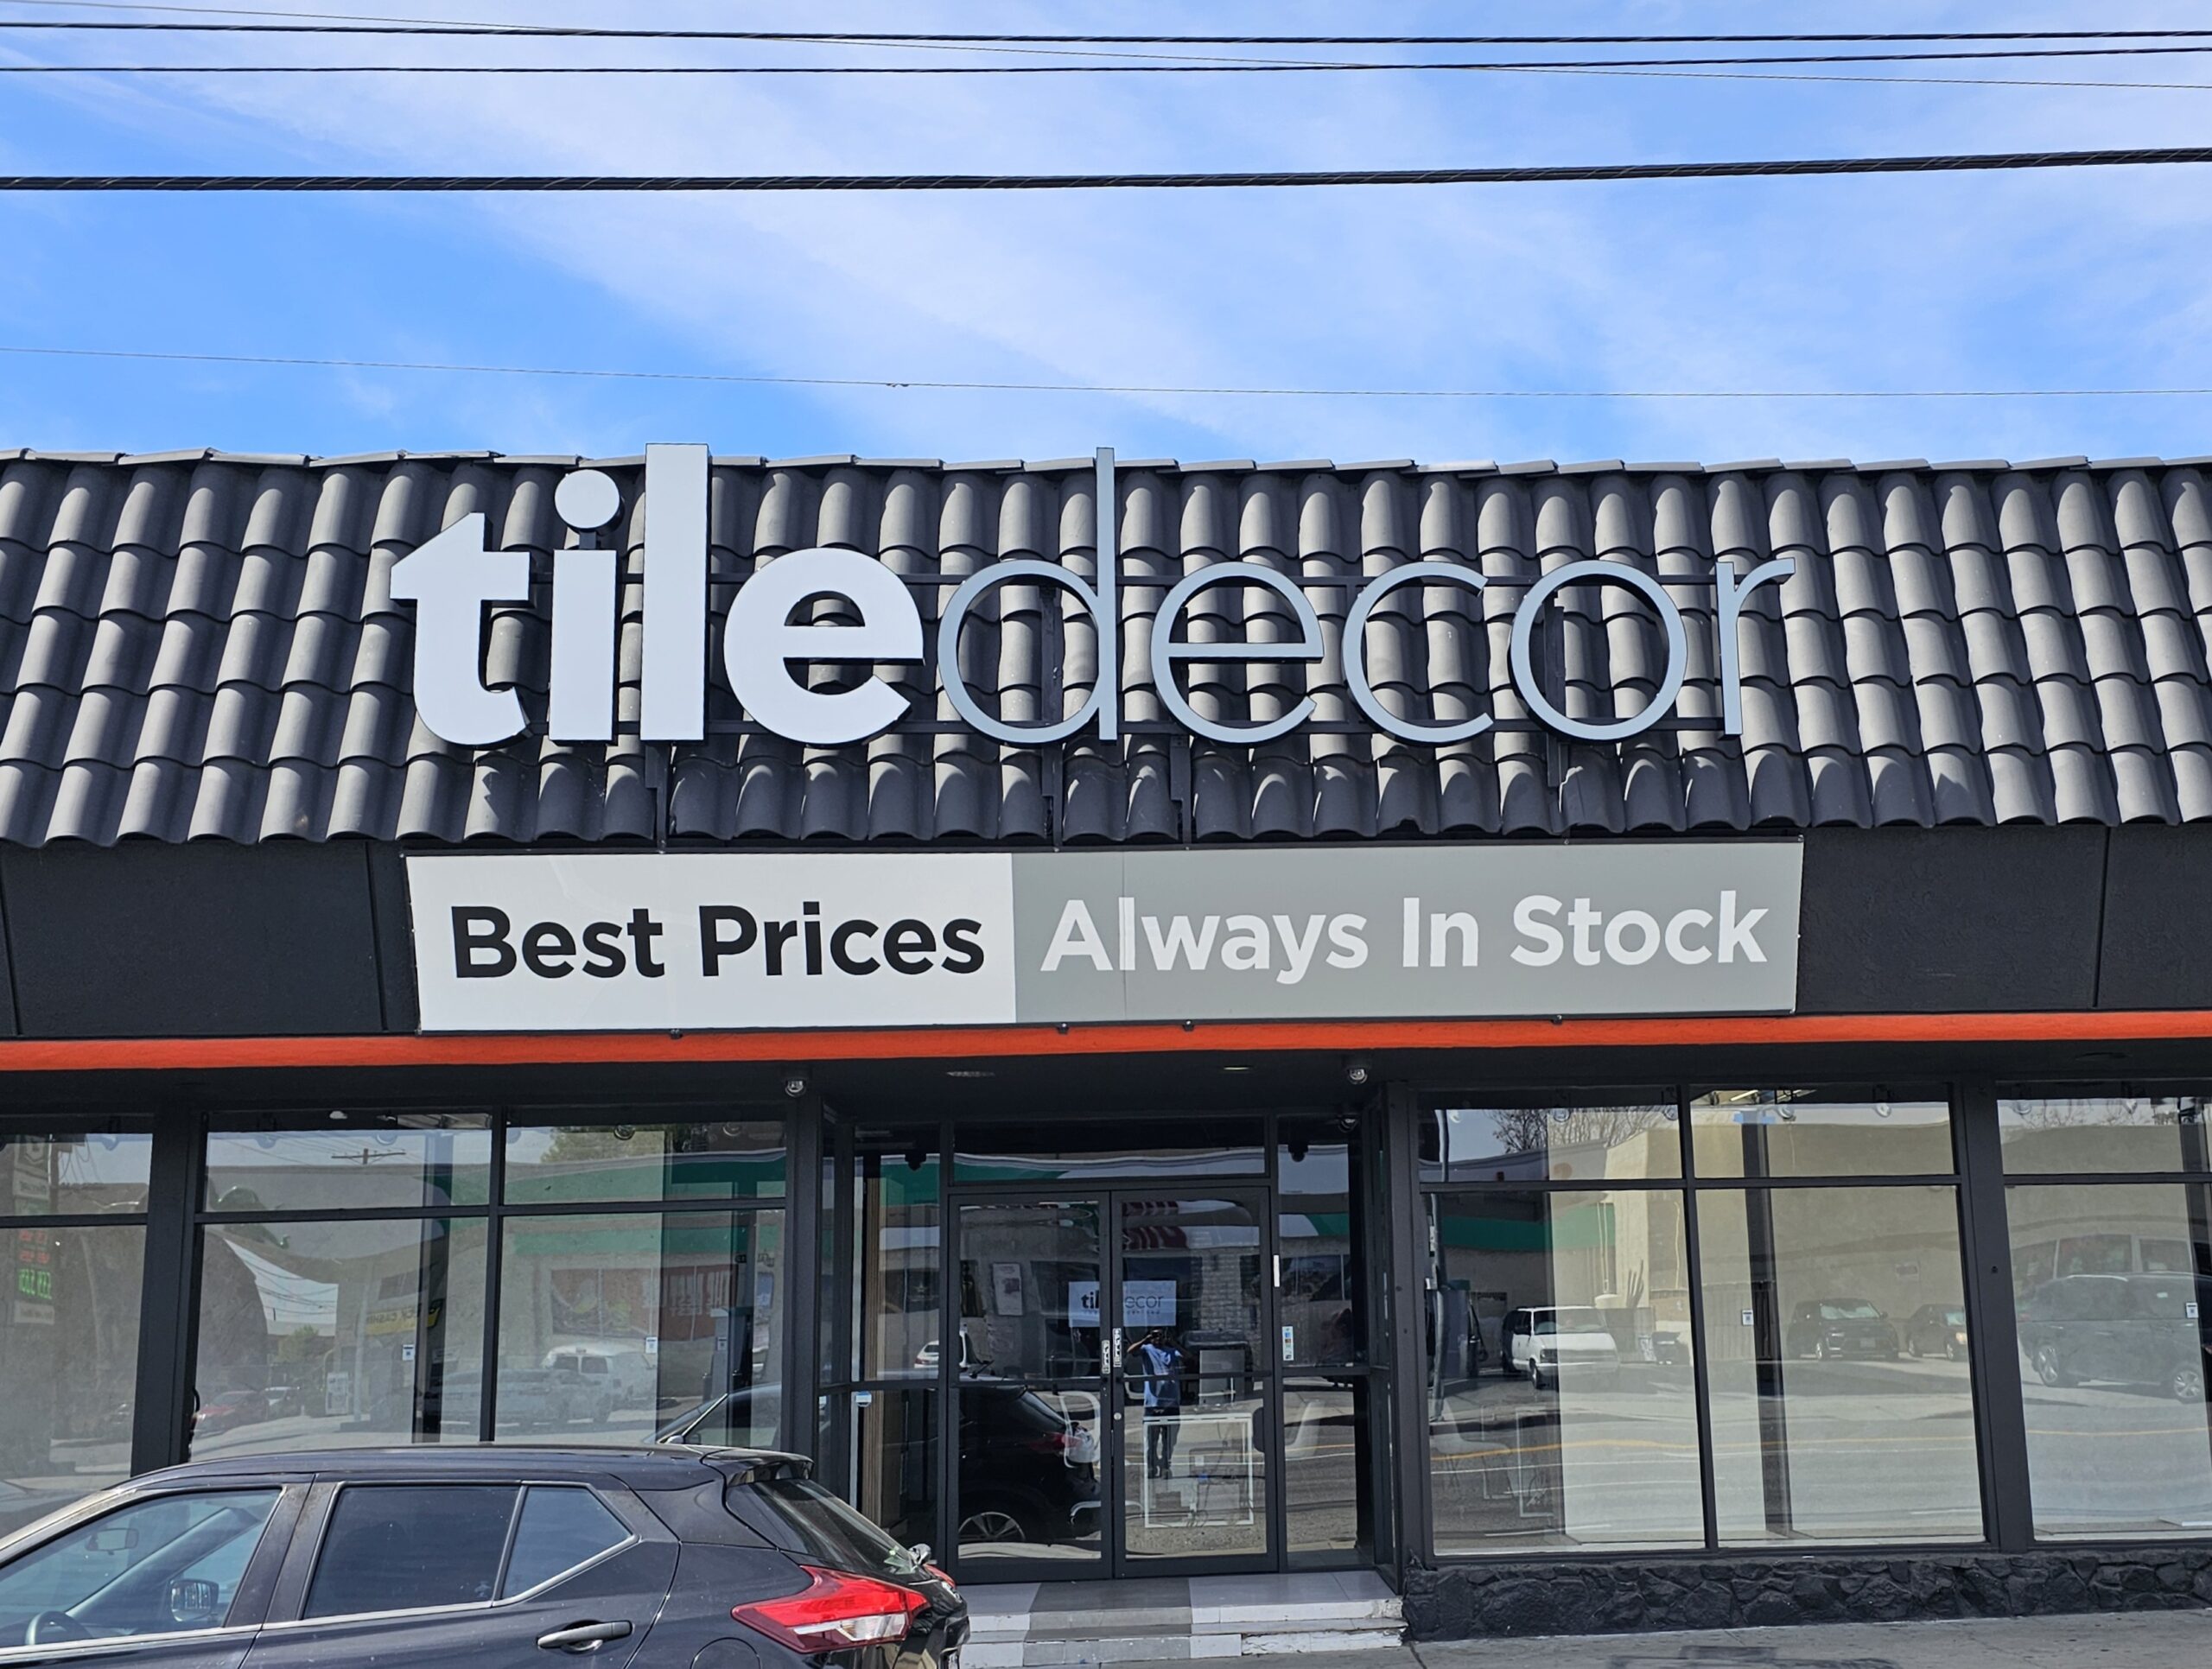 tiledecor
Best Prices Always In Stock